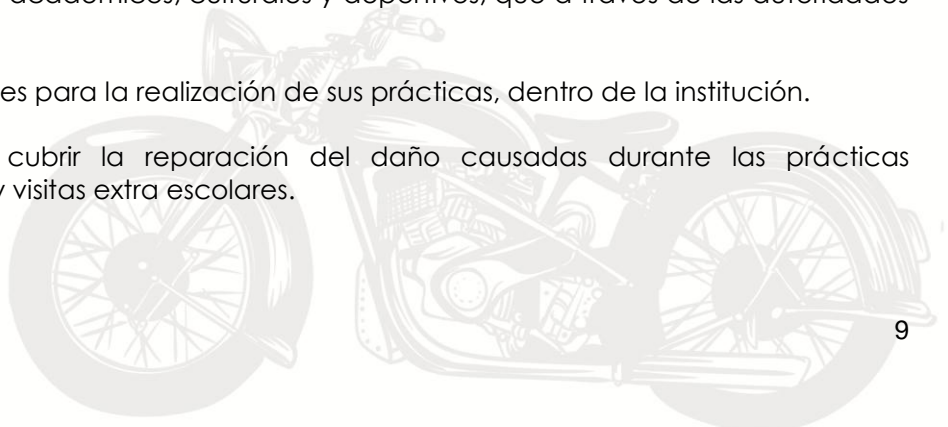 académicos, culturales y deportivos, que a través de las autoridades
es para la realización de sus prácticas, dentro de la institución.
cubrir la reparación del daño causadas durante las prácticas
y visitas extra escolares.
9